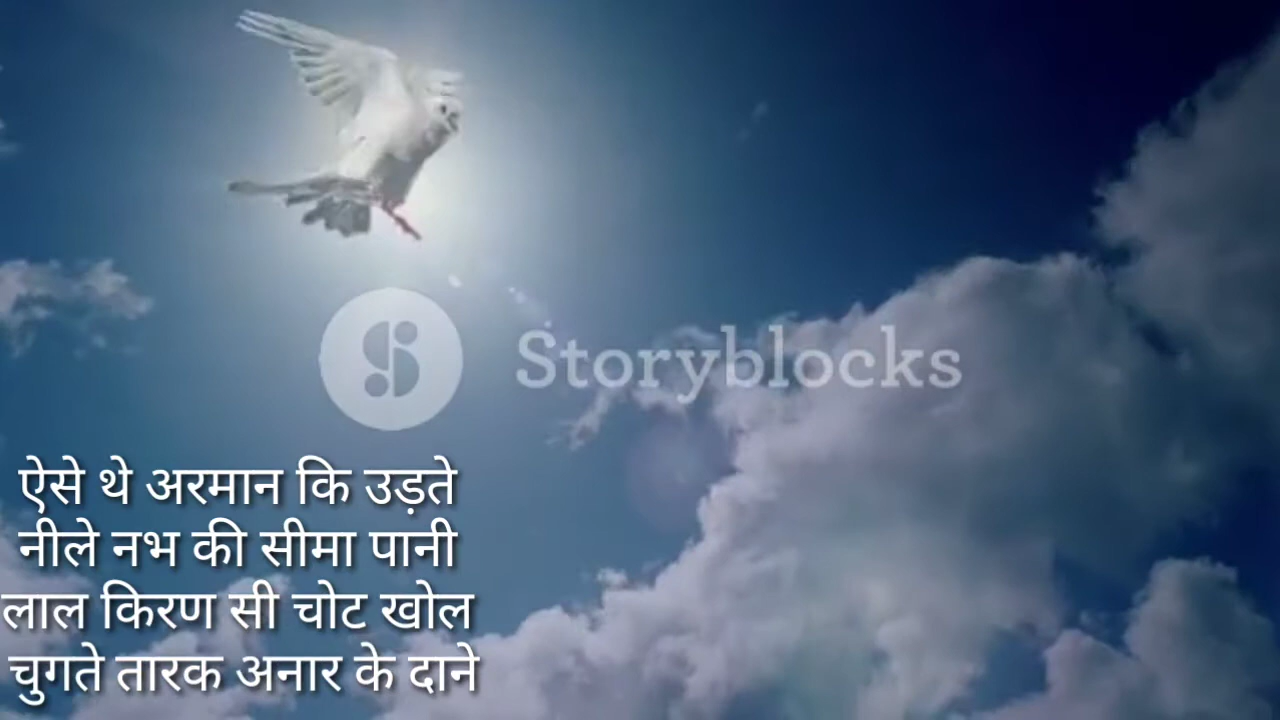 Storyblocks
ऐसे थे अरमान कि उड़ते
नीले नभ की सीमा पानी
लाल किरण सी चोट खोल
चुगते तारक अनार के दाने